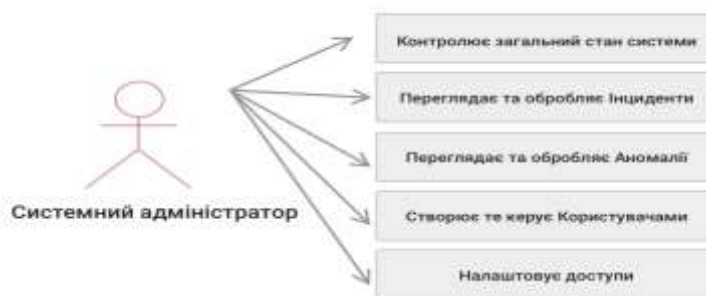 Контролює загальний стан системи
Переглядає та обробляє Інциденти
Переглядає та обробляє Аномалії
Системний адміністратор
Створює те керує Користувачами
Налаштовує доступи